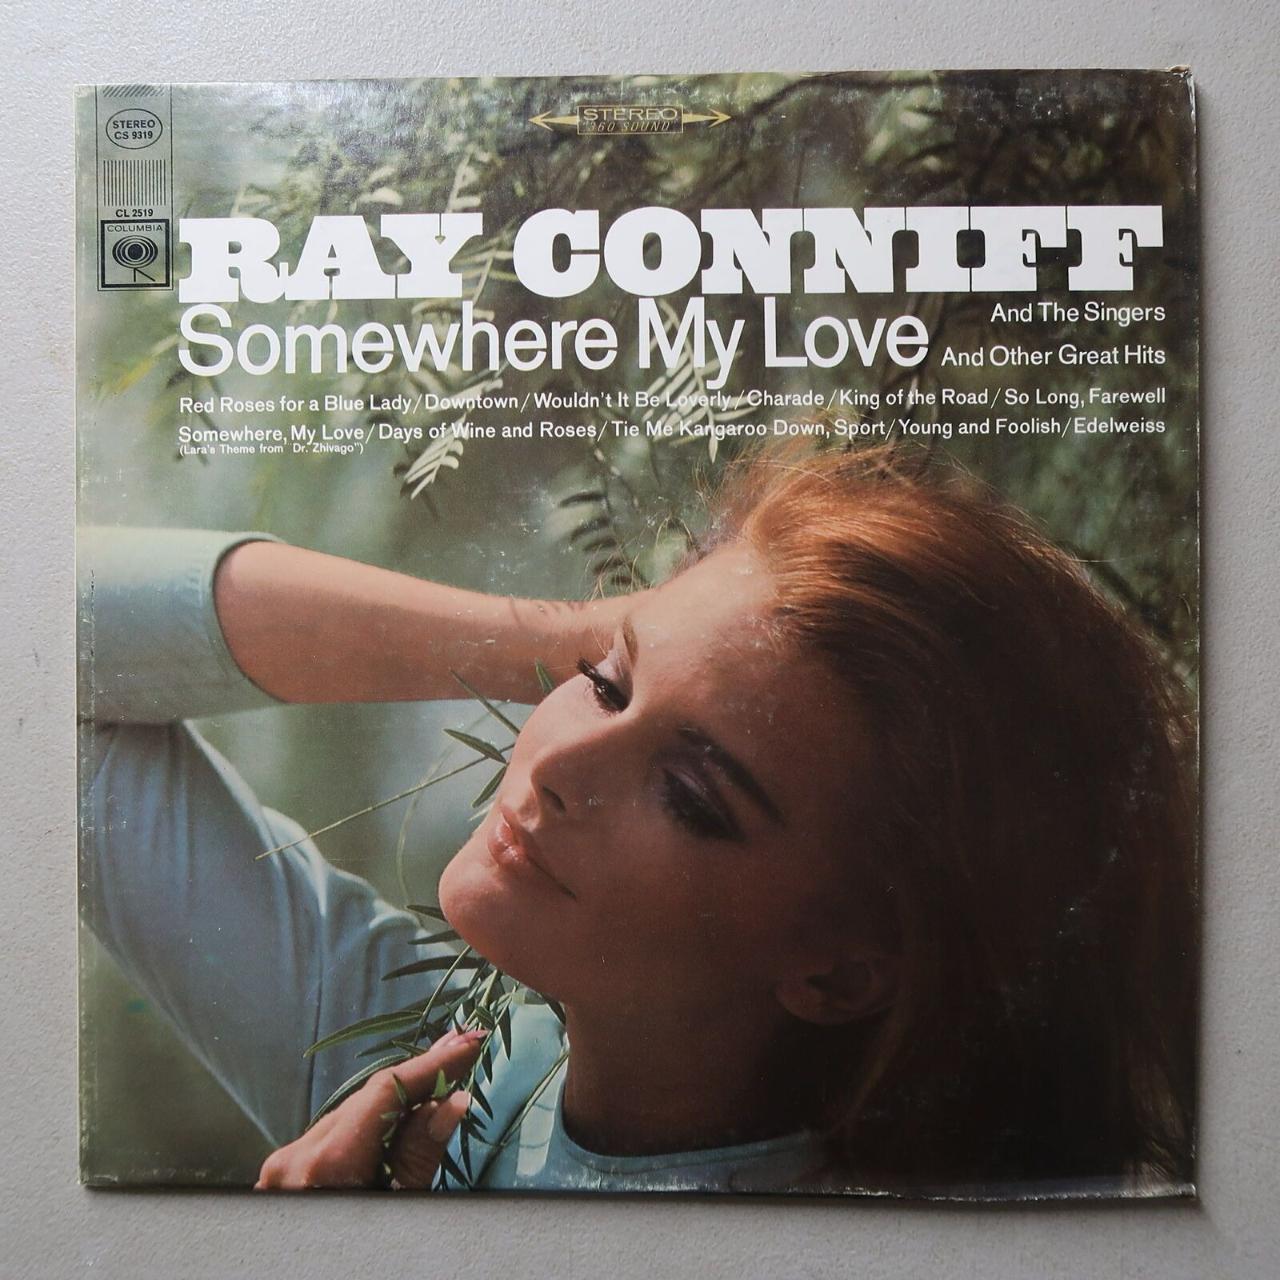 STEREO
CS 9319
CL 2519
COLUMBIA
STEREO
360 SOUND
RAY CONNIFF
Somewhere My Love
And The Singers
And Other Great Hits
Red Roses for a Blue Lady/Downtown/Wouldn't It Be Loverly/Charade/King of the Road/So Long, Farewell
Somewhere, My Love/Days of Wine and Roses/Tie Me Kangaroo Down, Sport/Young and Foolish/Edelweiss
(Lara's Theme from "Dr. Zhivago")